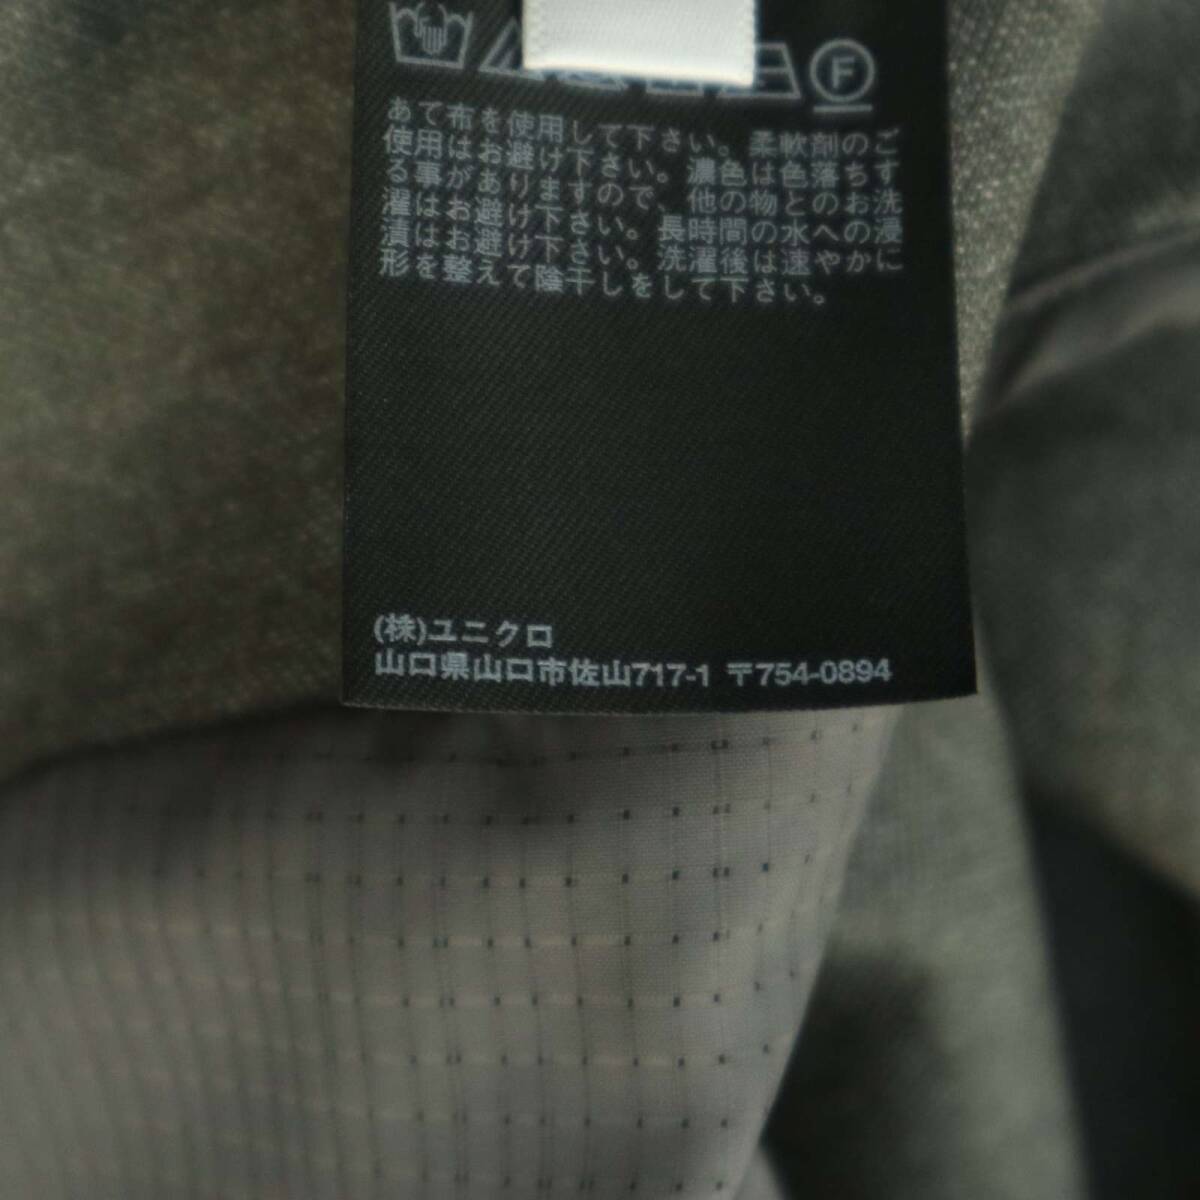 F
あて布を使用して下さい。柔軟剤のご
使用はお避け下さい。濃色は色落ちす
る事がありますので、他の物とのお洗
濯はお避け下さい。長時間の水への浸
漬はお避け下さい。洗濯後は速やかに
形を整えて陰干しをして下さい。
(株)ユニクロ
山口県山口市佐山717-1 〒754-0894